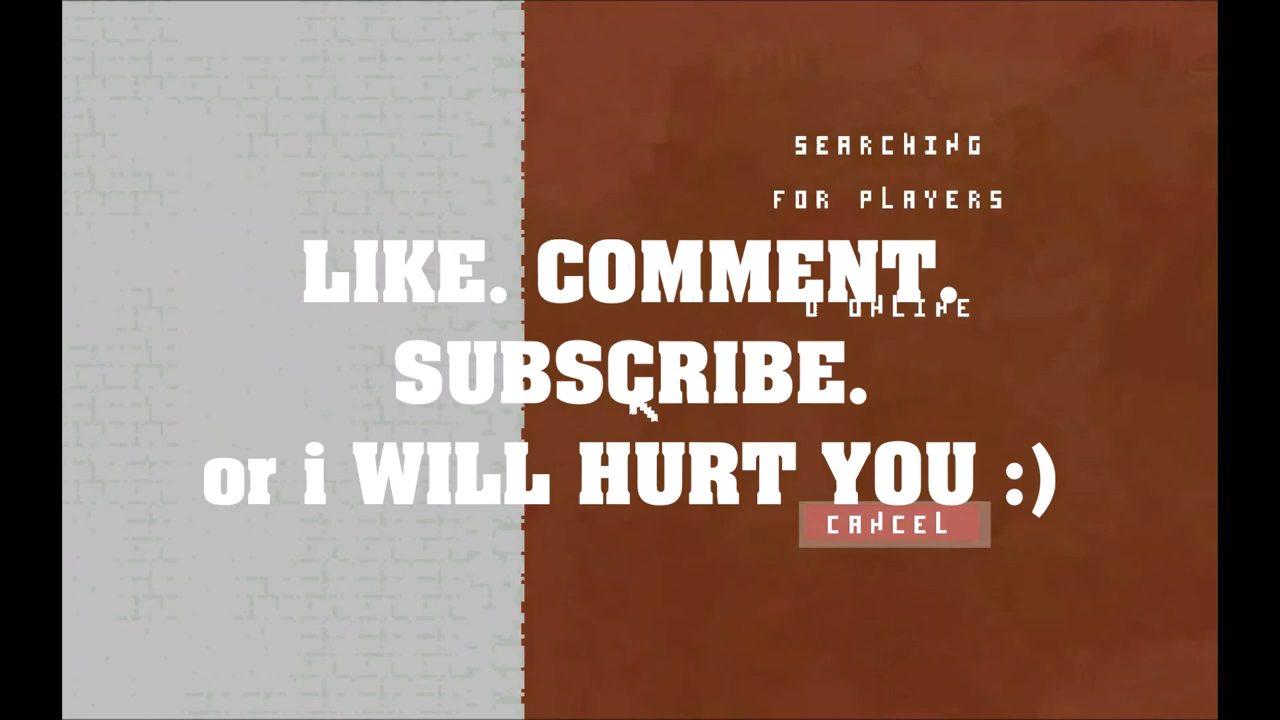 SEARCHING
FOR PLAYERS
LIKE. COMMENT.
0 ONLINE
SUBSCRIBE.
or i WILL HURT YOU :)
CANCEL